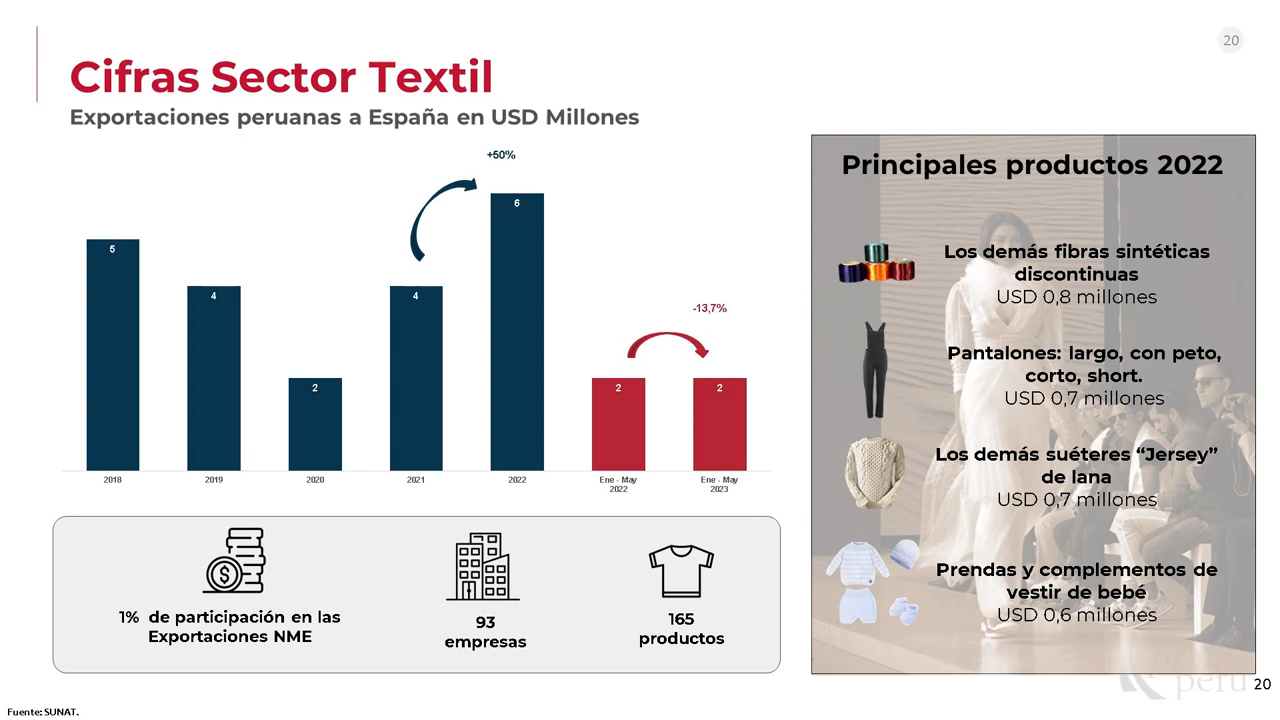 20
Cifras Sector Textil
Exportaciones peruanas a España en USD Millones
+50%
5
4
2
4
6
-13,7%
2
2
2018
2019
2020
2021
2022
Ene - May
2022
Ene - May
2023
1% de participación en las
Exportaciones NME
93
empresas
165
productos
Principales productos 2022
Los demás fibras sintéticas
discontinuas
USD 0,8 millones
Pantalones: largo, con peto,
corto, short.
USD 0,7 millones
Los demás suéteres “Jersey”
de lana
USD 0,7 millones
Prendas y complementos de
vestir de bebé
USD 0,6 millones
perú
20
Fuente: SUNAT.